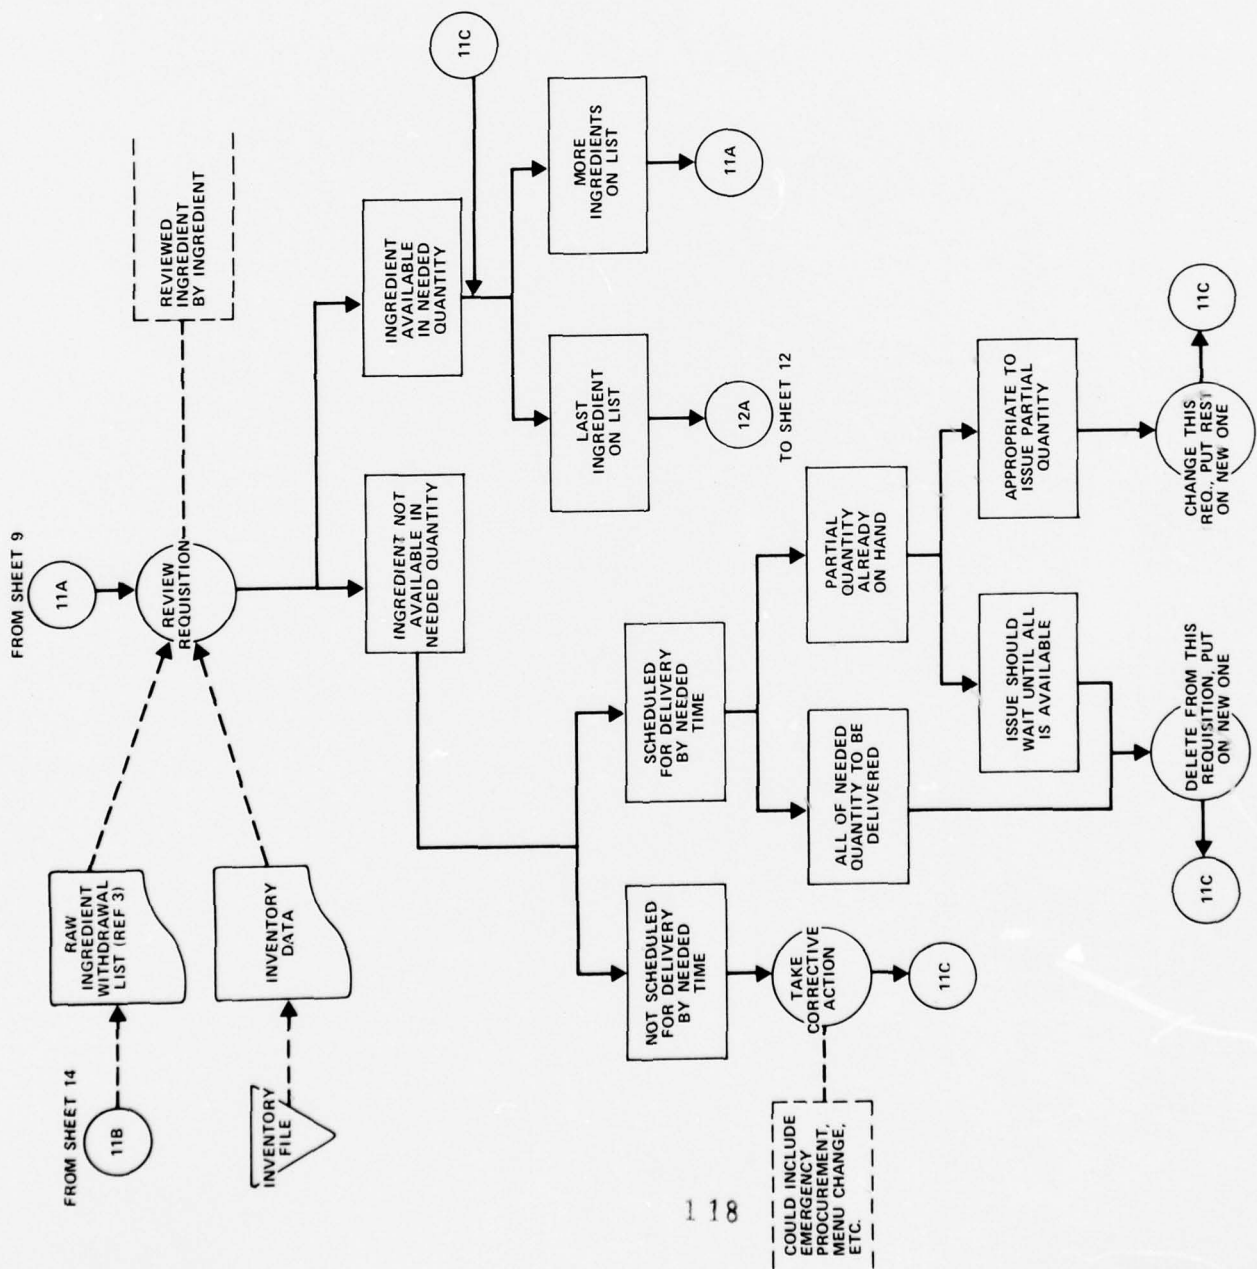 FROM SHEET 9
11A
FROM SHEET 14
11B
RAW
INGREDIENT
WITHDRAWAL
LIST (REF 3)
REVIEW
REQUISITION
REVIEWED
INGREDIENT
BY INGREDIENT
INVENTORY
FILE
INVENTORY
DATA
INGREDIENT NOT
AVAILABLE IN
NEEDED QUANTITY
INGREDIENT
AVAILABLE
IN NEEDED
QUANTITY
11C
LAST
INGREDIENT
ON LIST
MORE
INGREDIENTS
ON LIST
12A
TO SHEET 12
11A
NOT SCHEDULED
FOR DELIVERY
BY NEEDED
TIME
SCHEDULED
FOR DELIVERY
BY NEEDED
TIME
COULD INCLUDE
EMERGENCY
PROCUREMENT,
MENU CHANGE,
ETC.
TAKE
CORRECTIVE
ACTION
11C
ALL OF NEEDED
QUANTITY TO BE
DELIVERED
PARTIAL
QUANTITY
ALREADY
ON HAND
ISSUE SHOULD
WAIT UNTIL ALL
IS AVAILABLE
APPROPRIATE TO
ISSUE PARTIAL
QUANTITY
11C
DELETE FROM THIS
REQUISITION, PUT
ON NEW ONE
CHANGE THIS
REQ., PUT REST
ON NEW ONE
11C
118